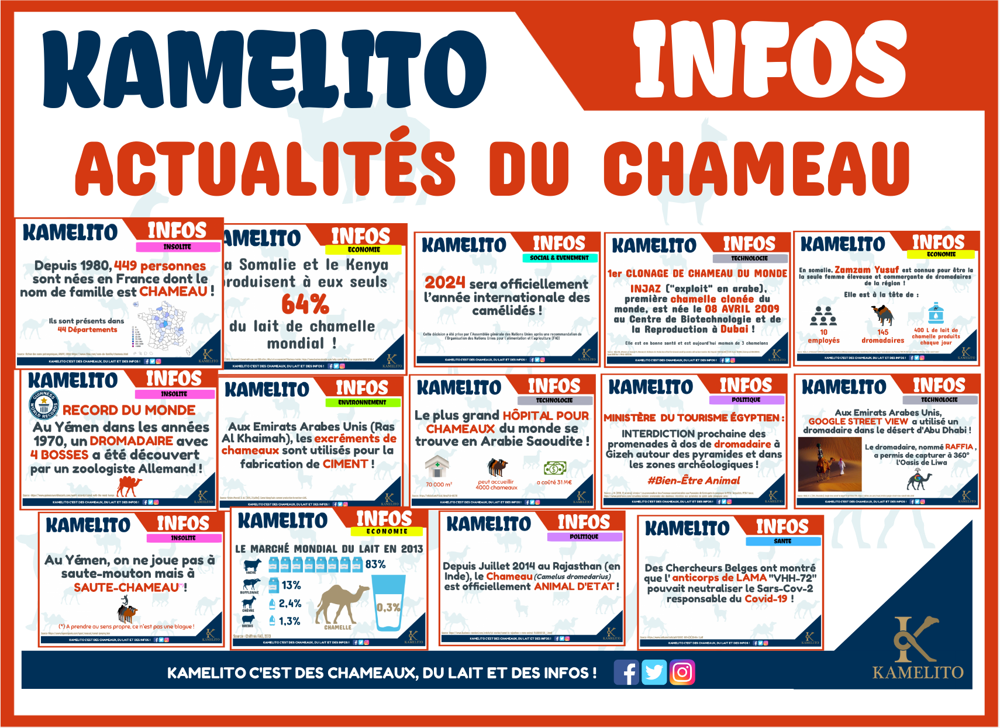 KAMELITO INFOS
ACTUALITÉS DU CHAMEAU
KAMELITO INFOS
INSOLITE
Depuis 1980, 449 personnes
sont nées en France dont le
nom de famille est CHAMEAU !
Ils sont présents dans
44 Départements
KAMELITO C'EST DES CHAMEAUX, DU LAIT ET DES INFOS !
KAMELITO
AMELITO INFOS
ECONOMIE
a Somalie et le Kenya
roduisent à eux seuls
64%
du lait de chamelle
mondial !
KAMELITO C'EST DES CHAMEAUX, DU LAIT ET DES INFOS !
KAMELITO
KAMELITO INFOS
SOCIAL & EVENEMENT
2024 sera officiellement
l'année internationale des
camélidés !
Cette décision a été prise par l'Assemblée générale des Nations Unies après une recommandation de
l'Organisation des Nations Unies pour l'alimentation et l'agriculture (FAO)
KAMELITO C'EST DES CHAMEAUX, DU LAIT ET DES INFOS !
KAMELITO
KAMELITO INFOS
TECHNOLOGIE
1er CLONAGE DE CHAMEAU DU MONDE
INJAZ ("exploit" en arabe),
première chamelle clonée du
monde, est née le 08 AVRIL 2009
au Centre de Biotechnologie et de
la Reproduction à Dubai !
Elle est en bonne santé et est aujourd'hui maman de 3 chamelons
KAMELITO C'EST DES CHAMEAUX, DU LAIT ET DES INFOS !
KAMELITO
KAMELITO INFOS
ECONOMIE
En somalie, Zamzam Yusuf est connue pour être la
la seule femme éleveuse et commerçante de dromadaires
de la région !
Elle est à la tête de :
10
employés
145
dromadaires
400 L de lait de
chamelle produits
chaque jour
KAMELITO C'EST DES CHAMEAUX, DU LAIT ET DES INFOS !
KAMELITO
KAMELITO INFOS
INSOLITE
GUINNESS WORLD RECORDS
RECORD DU MONDE
Au Yémen dans les années
1970, un DROMADAIRE avec
4 BOSSES a été découvert
par un zoologiste Allemand !
KAMELITO C'EST DES CHAMEAUX, DU LAIT ET DES INFOS !
KAMELITO
KAMELITO INFOS
ENVIRONNEMENT
Aux Emirats Arabes Unis (Ras
Al Khaimah), les excréments de
chameaux sont utilisés pour la
fabrication de CIMENT !
KAMELITO C'EST DES CHAMEAUX, DU LAIT ET DES INFOS !
KAMELITO
KAMELITO INFOS
TECHNOLOGIE
Le plus grand HÔPITAL POUR
CHAMEAUX du monde se
trouve en Arabie Saoudite !
70 000 m²
peut accueillir
4000 chameaux
a coûté 31 M€
KAMELITO C'EST DES CHAMEAUX, DU LAIT ET DES INFOS !
KAMELITO
KAMELITO INFOS
POLITIQUE
MINISTÈRE DU TOURISME ÉGYPTIEN :
INTERDICTION prochaine des
promenades à dos de dromadaire à
Gizeh autour des pyramides et dans
les zones archéologiques !
#Bien-Être Animal
KAMELITO C'EST DES CHAMEAUX, DU LAIT ET DES INFOS !
KAMELITO
KAMELITO INFOS
TECHNOLOGIE
Aux Emirats Arabes Unis,
GOOGLE STREET VIEW a utilisé un
dromadaire dans le désert d'Abu Dhabi !
Le dromadaire, nommé RAFFIA ,
a permis de capturer à 360°
l'Oasis de Liwa
KAMELITO C'EST DES CHAMEAUX, DU LAIT ET DES INFOS !
KAMELITO
KAMELITO INFOS
INSOLITE
Au Yémen, on ne joue pas à
saute-mouton mais à
SAUTE-CHAMEAU(*)!
(*) A prendre au sens propre, ce n'est pas une blague !
KAMELITO C'EST DES CHAMEAUX, DU LAIT ET DES INFOS !
KAMELITO
KAMELITO INFOS
ECONOMIE
LE MARCHÉ MONDIAL DU LAIT EN 2013
VACHE 83%
BUFFLONNE 13%
CHÈVRE 2,4%
BREBIS 1,3%
CHAMELLE 0,3%
Source : Chiffres FAO, 2013
KAMELITO C'EST DES CHAMEAUX, DU LAIT ET DES INFOS !
KAMELITO
KAMELITO INFOS
POLITIQUE
Depuis Juillet 2014 au Rajasthan (en
Inde), le Chameau (Camelus dromedarius)
est officiellement ANIMAL D'ETAT !
KAMELITO C'EST DES CHAMEAUX, DU LAIT ET DES INFOS !
KAMELITO
KAMELITO INFOS
SANTE
Des Chercheurs Belges ont montré
que l'anticorps de LAMA "VHH-72"
pouvait neutraliser le Sars-Cov-2
responsable du Covid-19 !
KAMELITO C'EST DES CHAMEAUX, DU LAIT ET DES INFOS !
KAMELITO
KAMELITO C'EST DES CHAMEAUX, DU LAIT ET DES INFOS !
KAMELITO